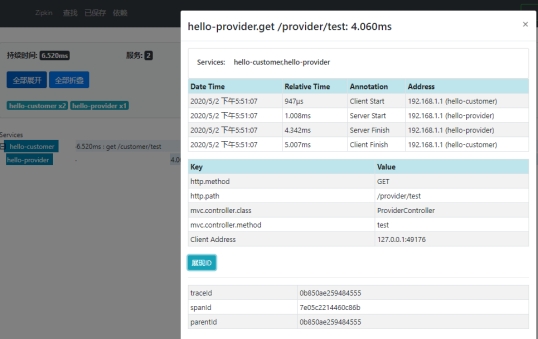 Zipkin 查找 已保存 依赖
持续时间: 6.520ms 服务: 2
全部展开 全部折叠
hello-customer x2 hello-provider x1
Services
hello-customer 6.520ms : get /customer/test
hello-provider 4.0
hello-provider.get /provider/test: 4.060ms ×
Services: hello-customer,hello-provider
Date Time Relative Time Annotation Address
2020/5/2 下午5:51:07 947μs Client Start 192.168.1.1 (hello-customer)
2020/5/2 下午5:51:07 1.008ms Server Start 192.168.1.1 (hello-provider)
2020/5/2 下午5:51:07 4.342ms Server Finish 192.168.1.1 (hello-provider)
2020/5/2 下午5:51:07 5.007ms Client Finish 192.168.1.1 (hello-customer)
Key Value
http.method GET
http.path /provider/test
mvc.controller.class ProviderController
mvc.controller.method test
Client Address 127.0.0.1:49176
展现ID
traceId 0b850ae259484555
spanId 7e05c2214460c86b
parentId 0b850ae259484555